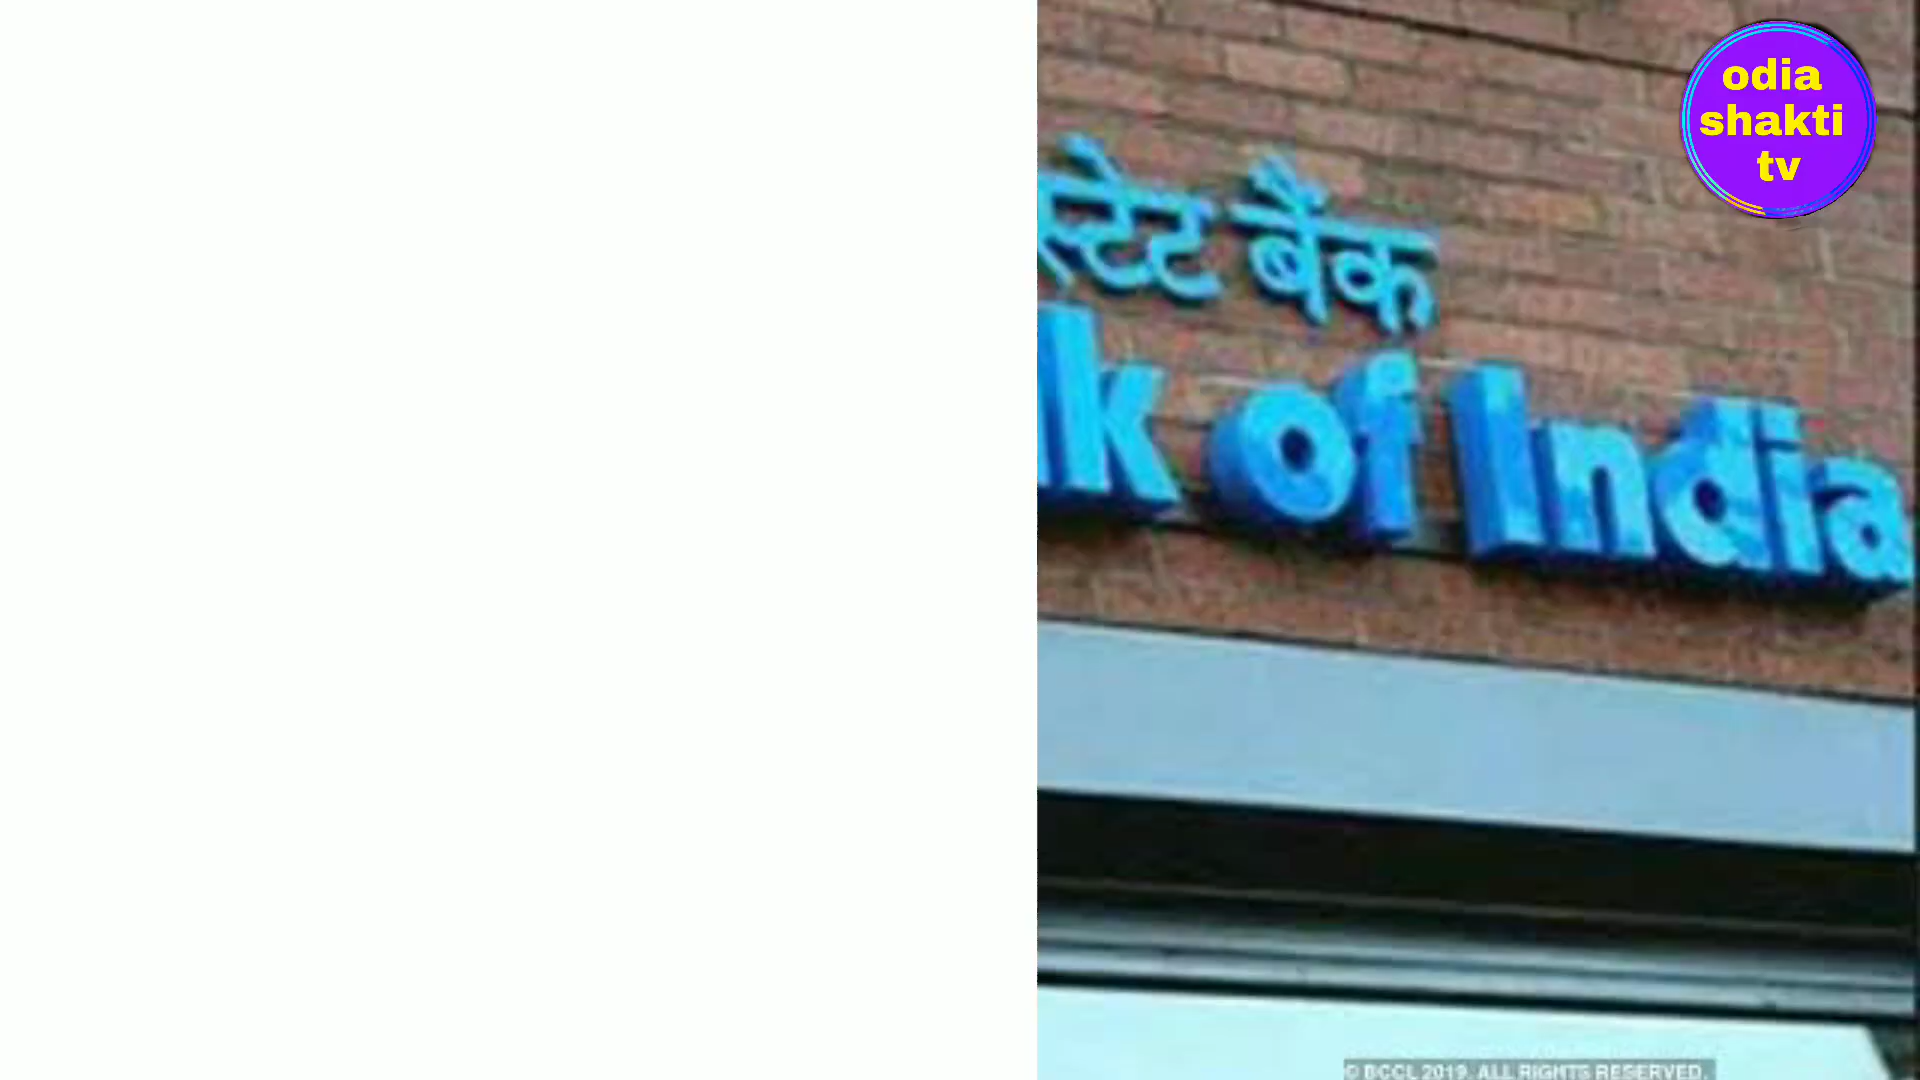 odia
shakti
tv
स्टेट बैंक
k of India
© BCCL 2019. ALL RIGHTS RESERVED.